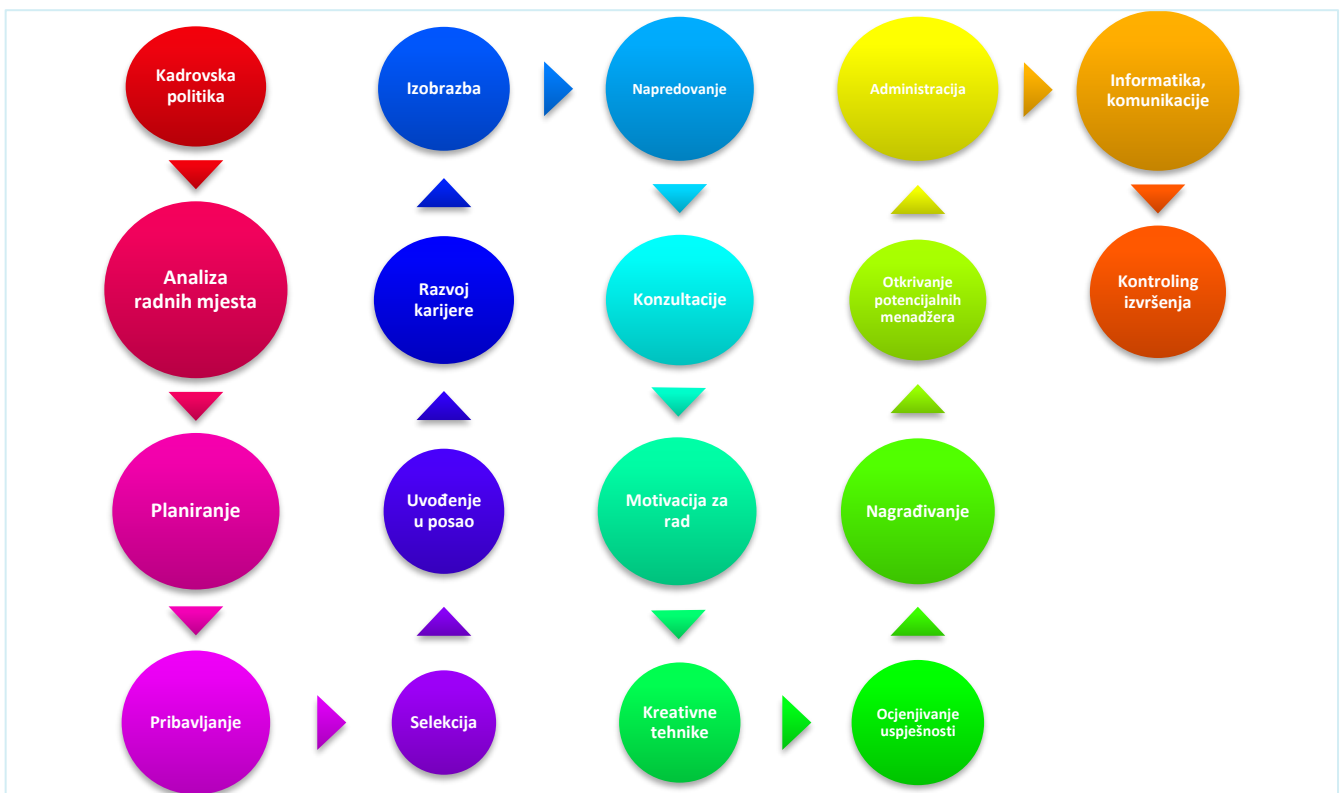 Kadrovska
politika
Analiza
radnih mjesta
Planiranje
Pribavljanje
Selekcija
Uvođenje
u posao
Razvoj
karijere
Izobrazba
Napredovanje
Konzultacije
Motivacija za
rad
Kreativne
tehnike
Ocjenjivanje
uspješnosti
Nagrađivanje
Otkrivanje
potencijalnih
menadžera
Administracija
Informatika,
komunikacije
Kontroling
izvršenja